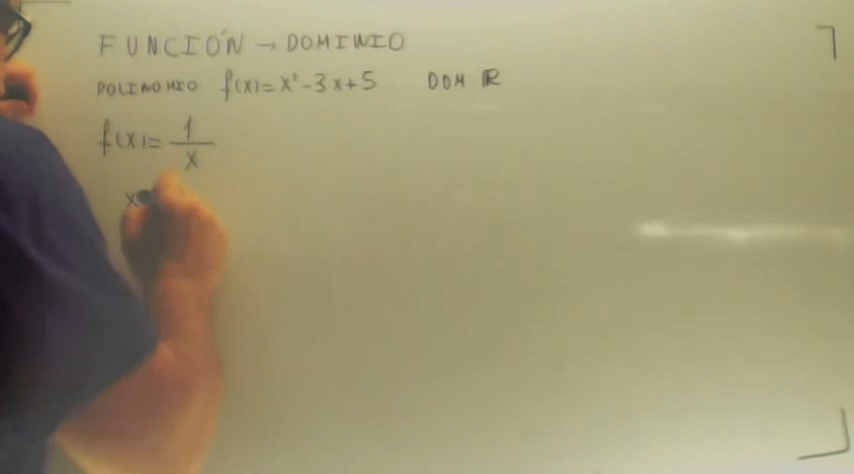 FUNCIÓN → DOMINIO
POLINOMIO f(x)=x²-3x+5 DOM ℝ
f(x)= 1/x
x